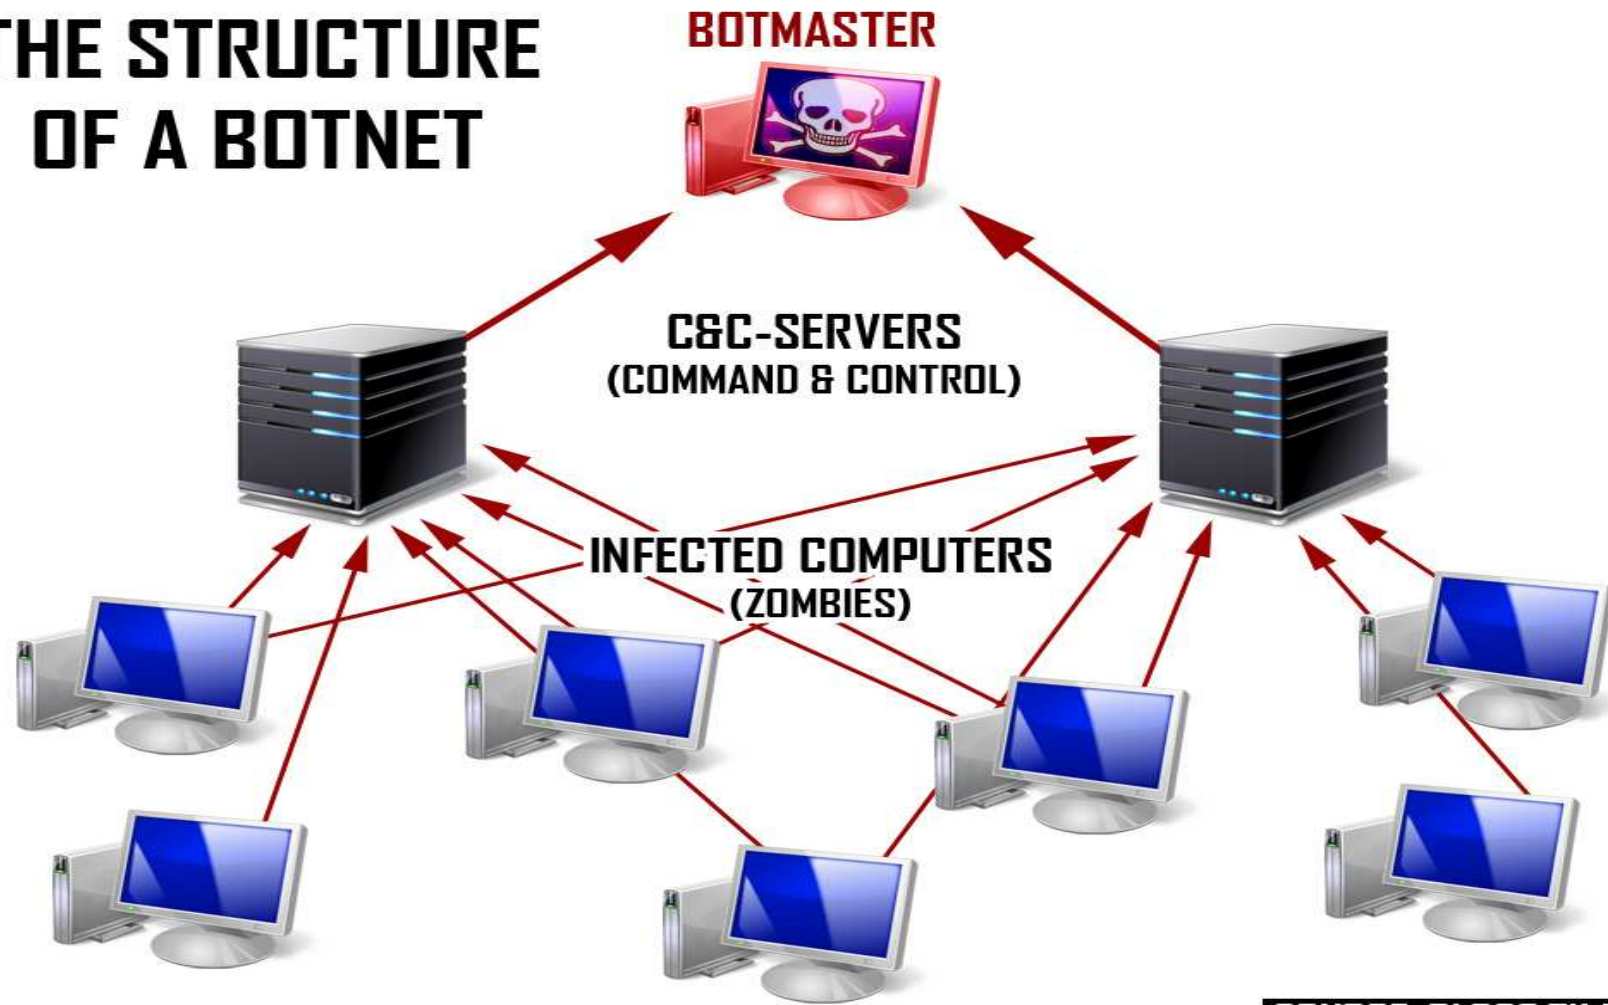 THE STRUCTURE
OF A BOTNET
BOTMASTER
C&C-SERVERS
(COMMAND & CONTROL)
INFECTED COMPUTERS
(ZOMBIES)